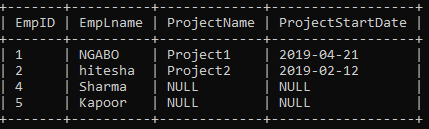 +-------+----------+-------------+------------------+
| EmpID | EmpLname | ProjectName | ProjectStartDate |
+-------+----------+-------------+------------------+
| 1 | NGABO | Project1 | 2019-04-21 |
| 2 | hitesha | Project2 | 2019-02-12 |
| 4 | Sharma | NULL | NULL |
| 5 | Kapoor | NULL | NULL |
+-------+----------+-------------+------------------+